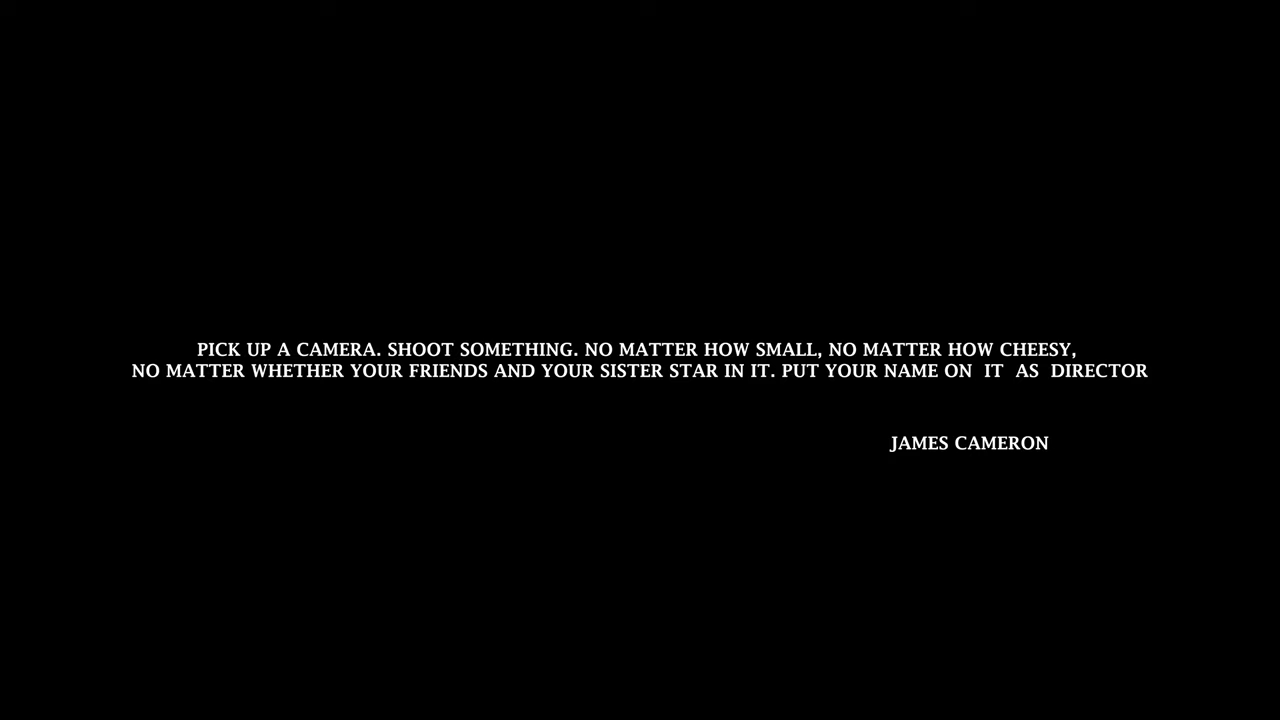 PICK UP A CAMERA. SHOOT SOMETHING. NO MATTER HOW SMALL, NO MATTER HOW CHEESY,
NO MATTER WHETHER YOUR FRIENDS AND YOUR SISTER STAR IN IT. PUT YOUR NAME ON IT AS DIRECTOR
JAMES CAMERON